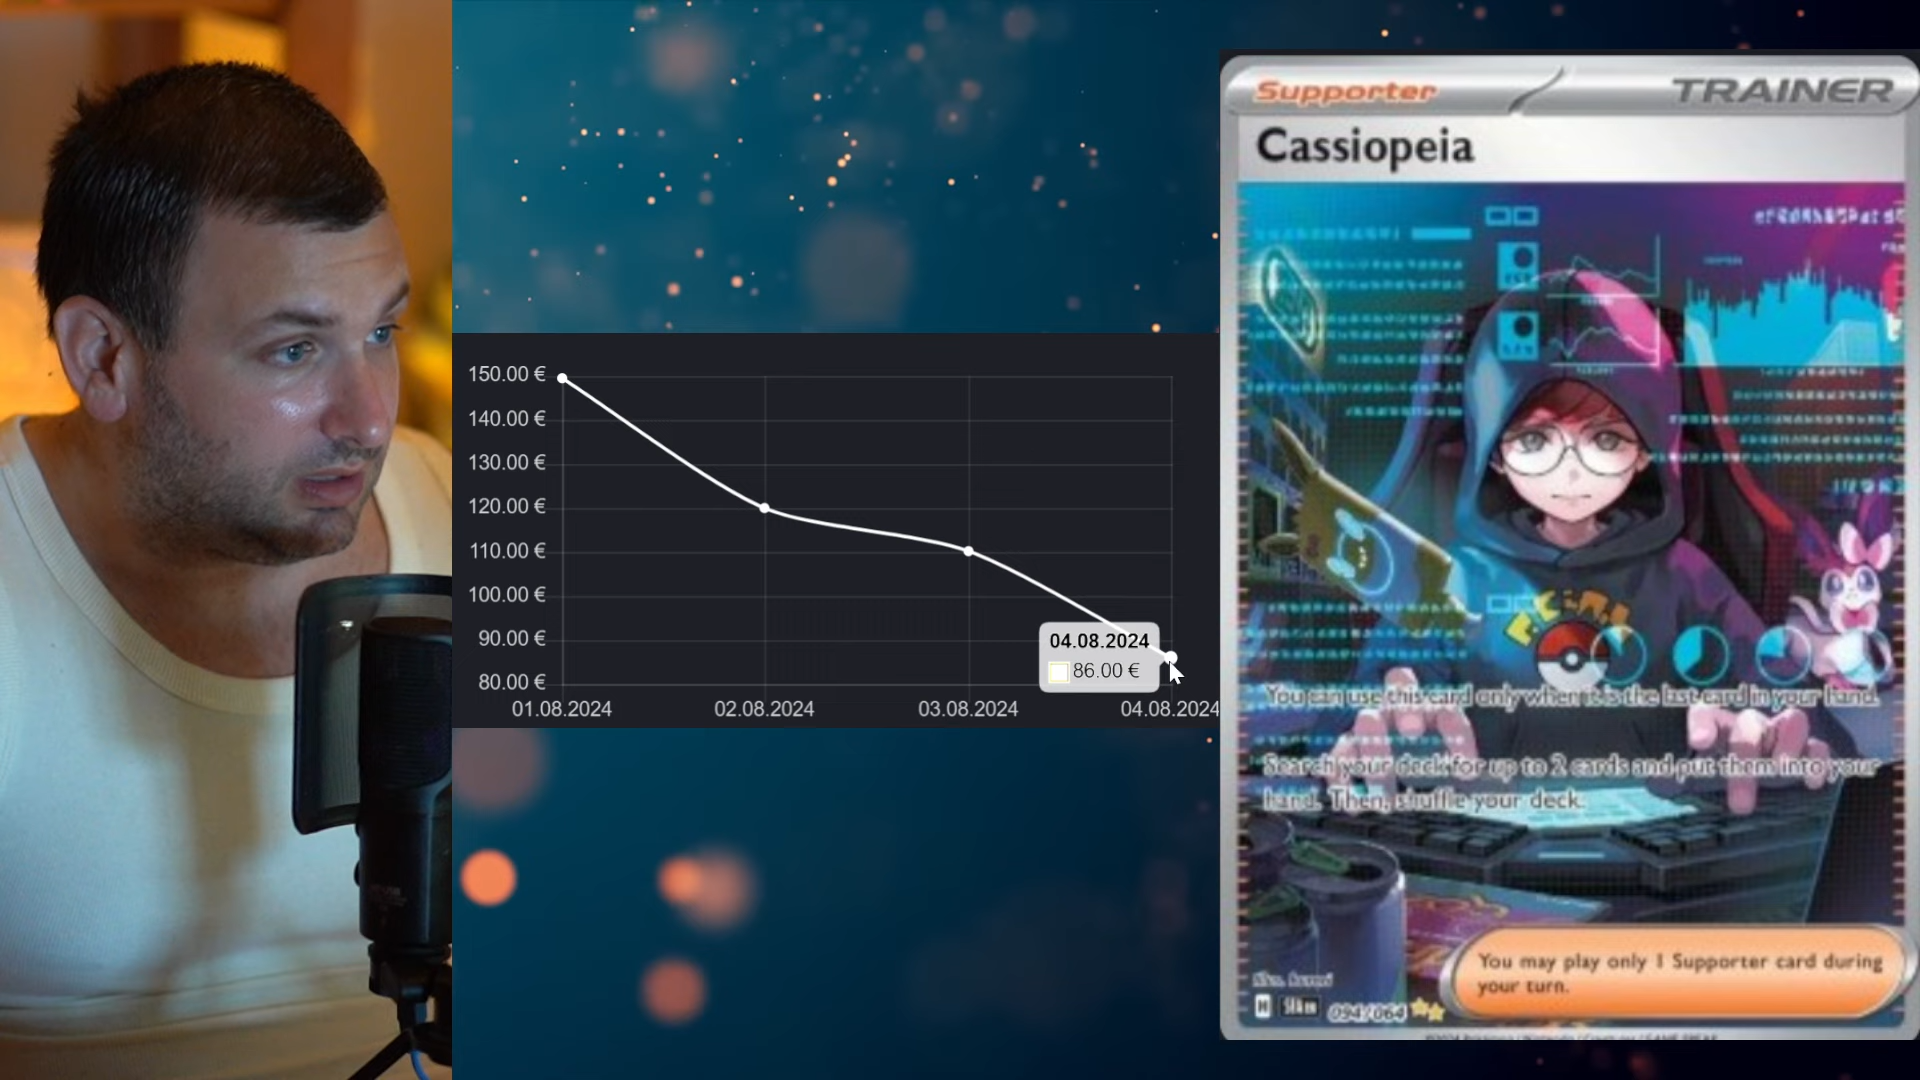 150.00 €
140.00 €
130.00 €
120.00 €
110.00 €
100.00 €
90.00 €
80.00 €
01.08.2024
02.08.2024
03.08.2024
04.08.2024
04.08.2024
86.00 €
Supporter
TRAINER
Cassiopeia
You can use this card only when it is the last card in your hand.
Search your deck for up to 2 cards and put them into your
hand. Then, shuffle your deck.
You may play only 1 Supporter card during
your turn.
H
094/064